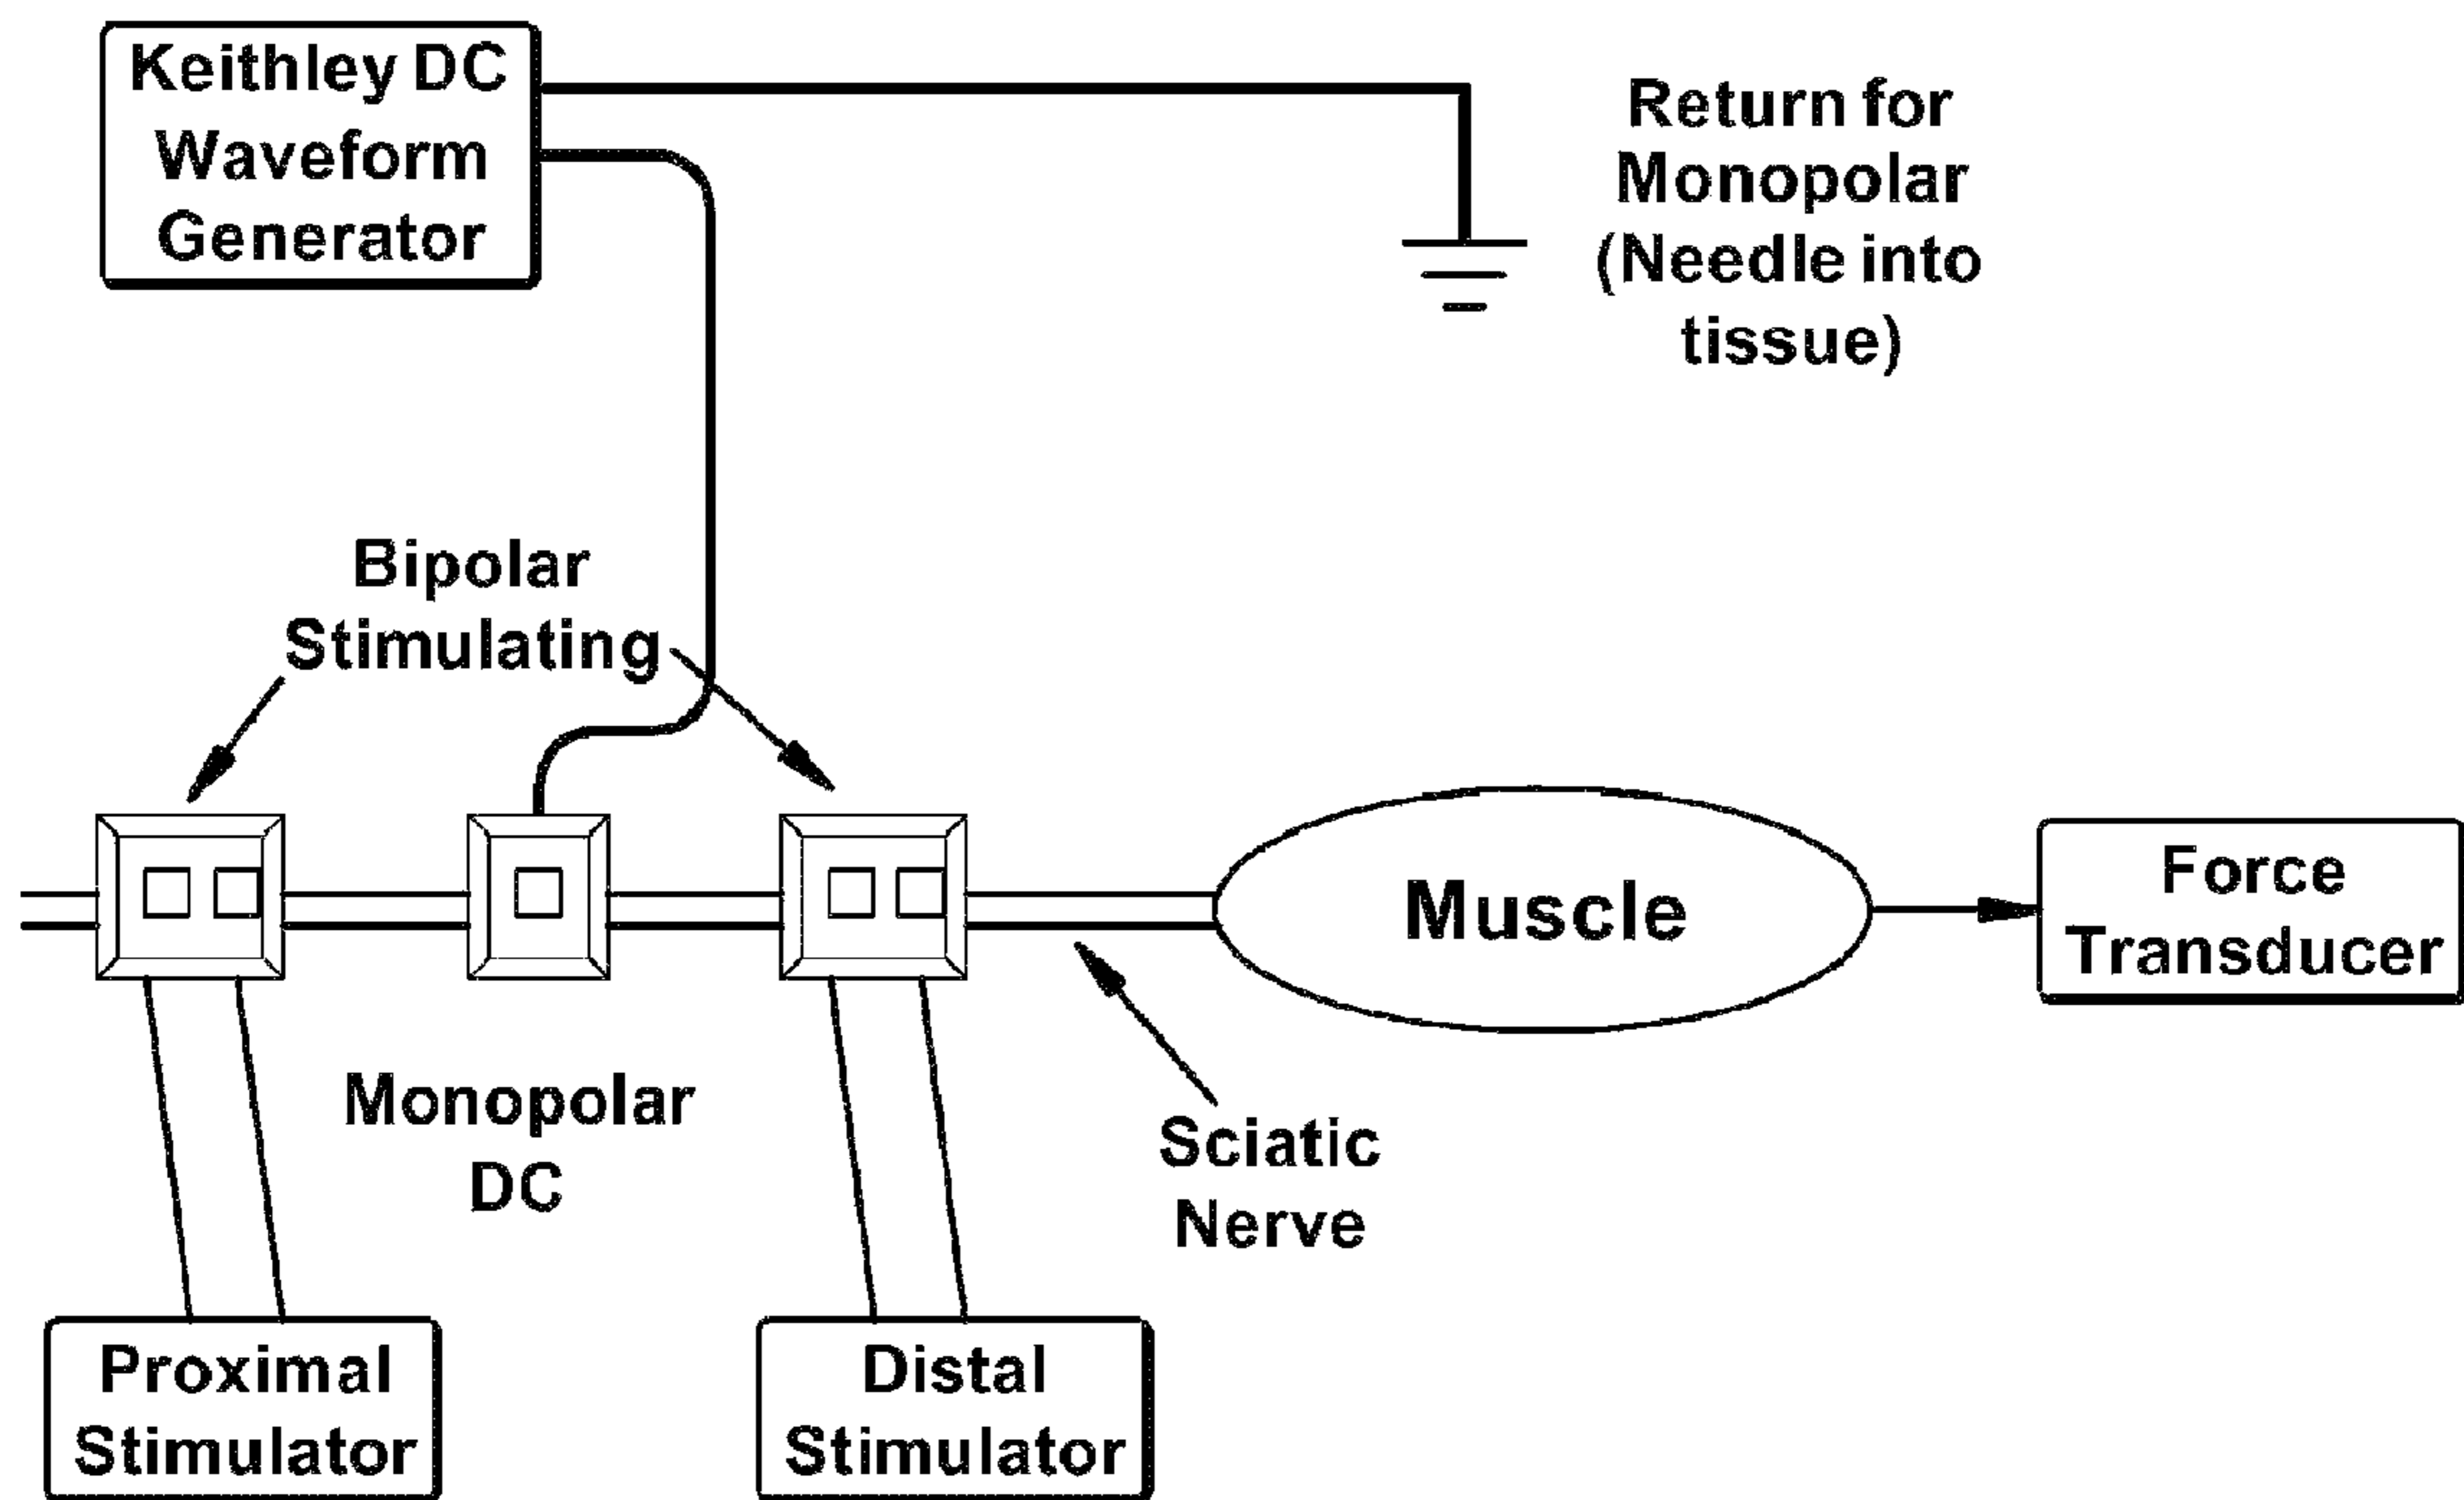 Keithley DC
Waveform
Generator
Return for
Monopolar
(Needle into
tissue)
Bipolar
Stimulating
Muscle
Force
Transducer
Monopolar
DC
Sciatic
Nerve
Proximal
Stimulator
Distal
Stimulator